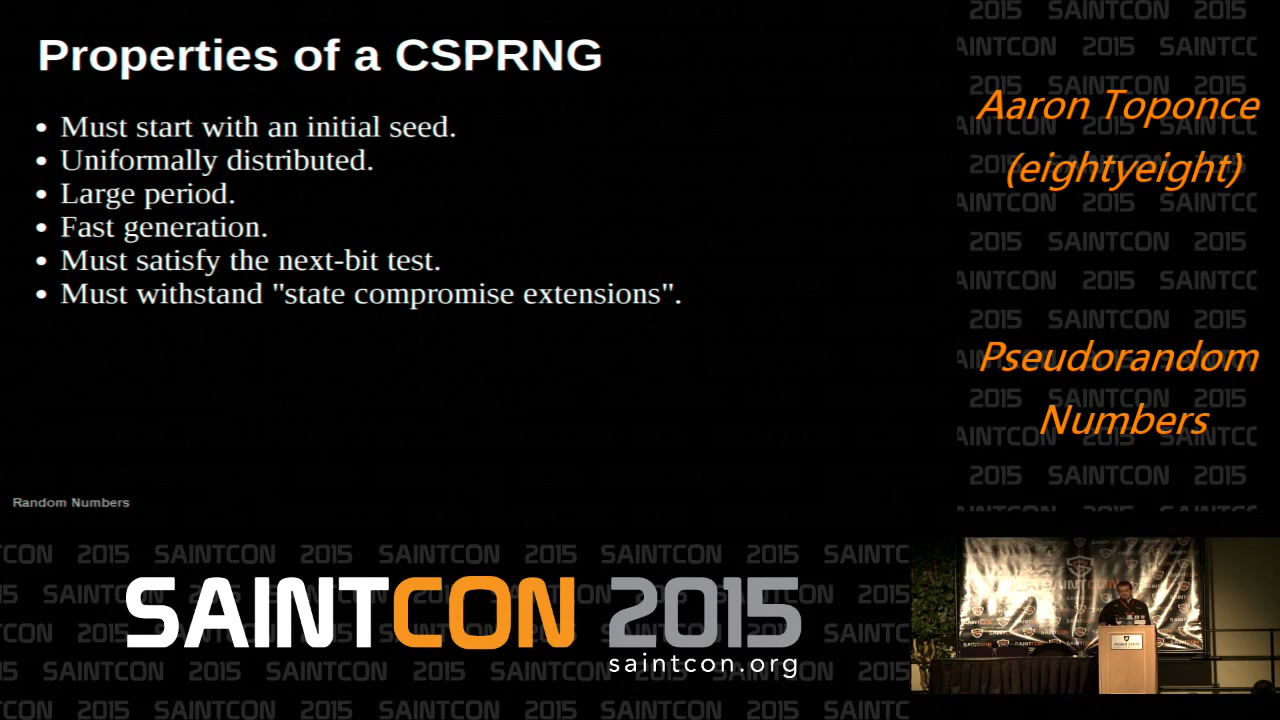 Properties of a CSPRNG
• Must start with an initial seed.
• Uniformally distributed.
• Large period.
• Fast generation.
• Must satisfy the next-bit test.
• Must withstand "state compromise extensions".
Random Numbers
Aaron Toponce
(eightyeight)
Pseudorandom
Numbers
SAINTCON 2015
saintcon.org